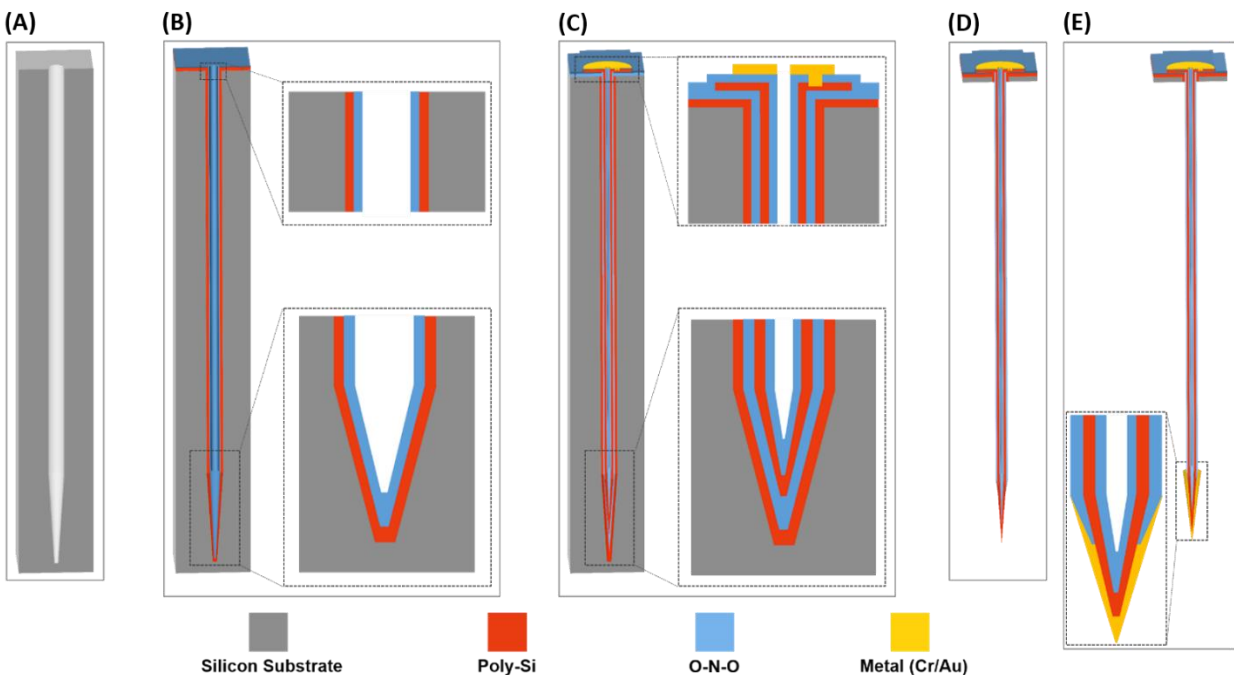 (A)
(B)
(C)
(D)
(E)
Silicon Substrate
Poly-Si
O-N-O
Metal (Cr/Au)